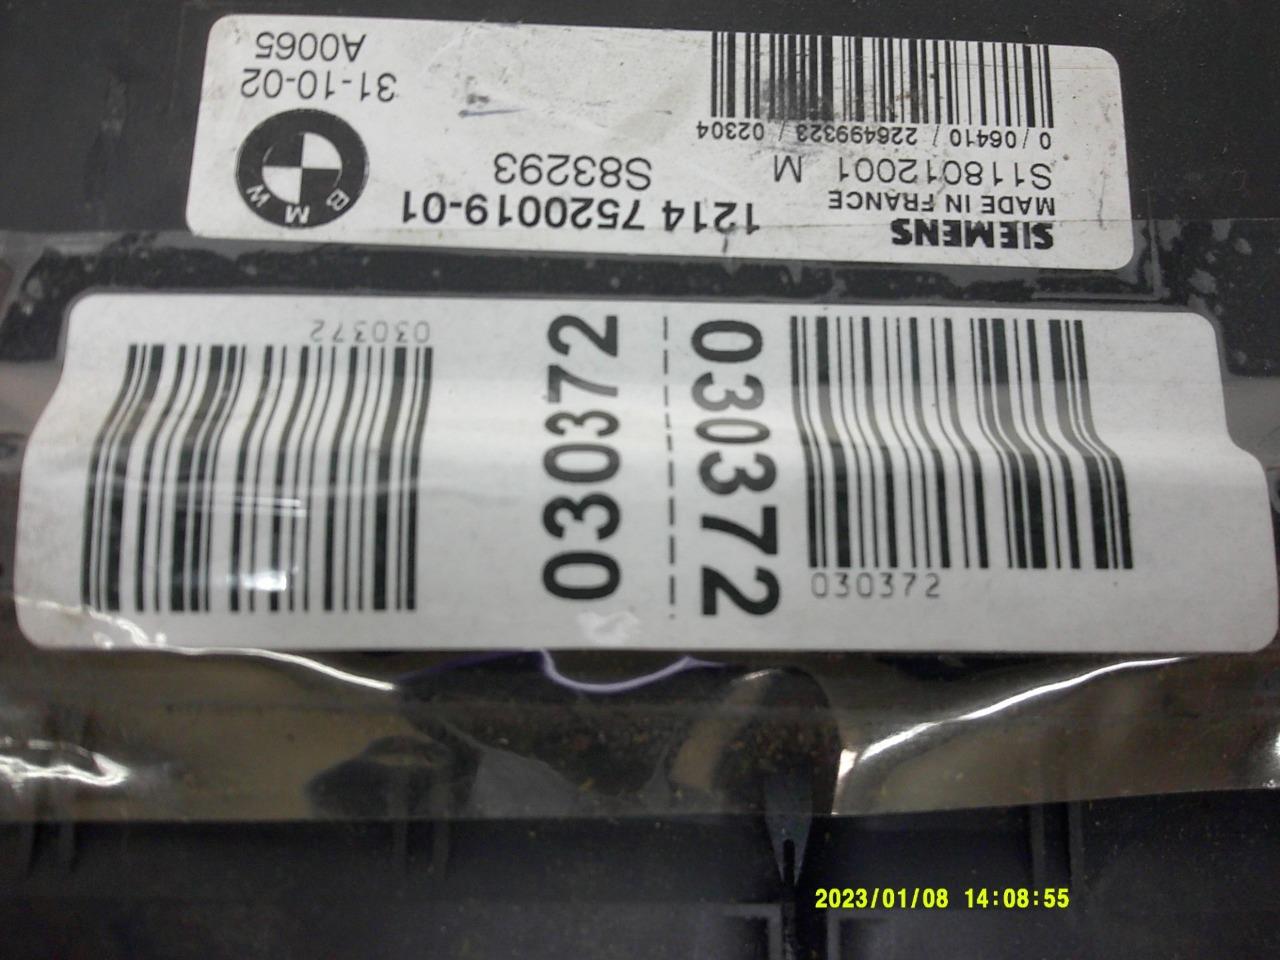 SIEMENS
MADE IN FRANCE
S118012001 M
0 / 06410 / 226499323 / 02304
1214 7520019-01
S83293
BMW
31-10-02
A0065
030372
030372
030372
030372
2023/01/08 14:08:55